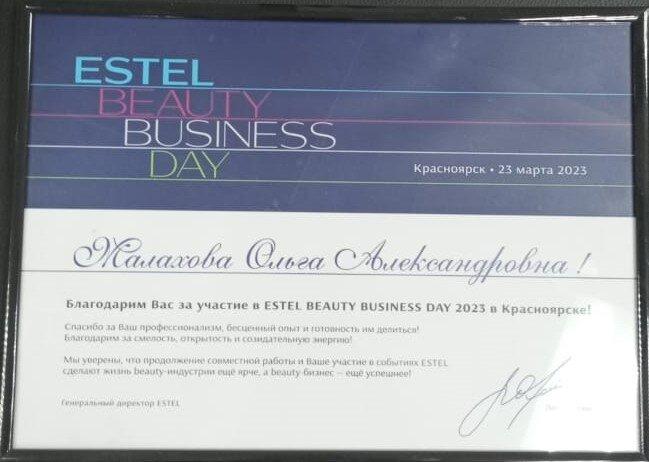 ESTEL
BEAUTY
BUSINESS
DAY
Красноярск • 23 марта 2023
Малахова Ольга Александровна !
Благодарим Вас за участие в ESTEL BEAUTY BUSINESS DAY 2023 в Красноярске!
Спасибо за Ваш профессионализм, бесценный опыт и готовность им делиться!
Благодарим за смелость, открытость и созидательную энергию!
Мы уверены, что продолжение совместной работы и Ваше участие в событиях ESTEL
сделают жизнь beauty-индустрии ещё ярче, а beauty-бизнес – ещё успешнее!
Генеральный директор ESTEL